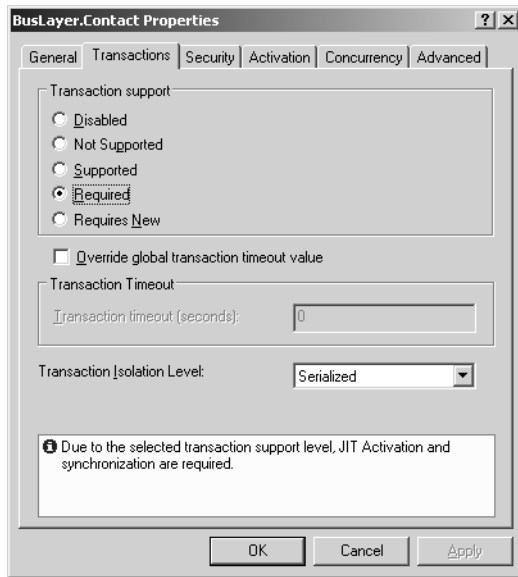 BusLayer.Contact Properties
General Transactions Security Activation Concurrency Advanced
Transaction support
Disabled
Not Supported
Supported
Required
Requires New
Override global transaction timeout value
Transaction Timeout
Transaction timeout (seconds): 0
Transaction Isolation Level: Serialized
Due to the selected transaction support level, JIT Activation and
synchronization are required.
OK Cancel Apply